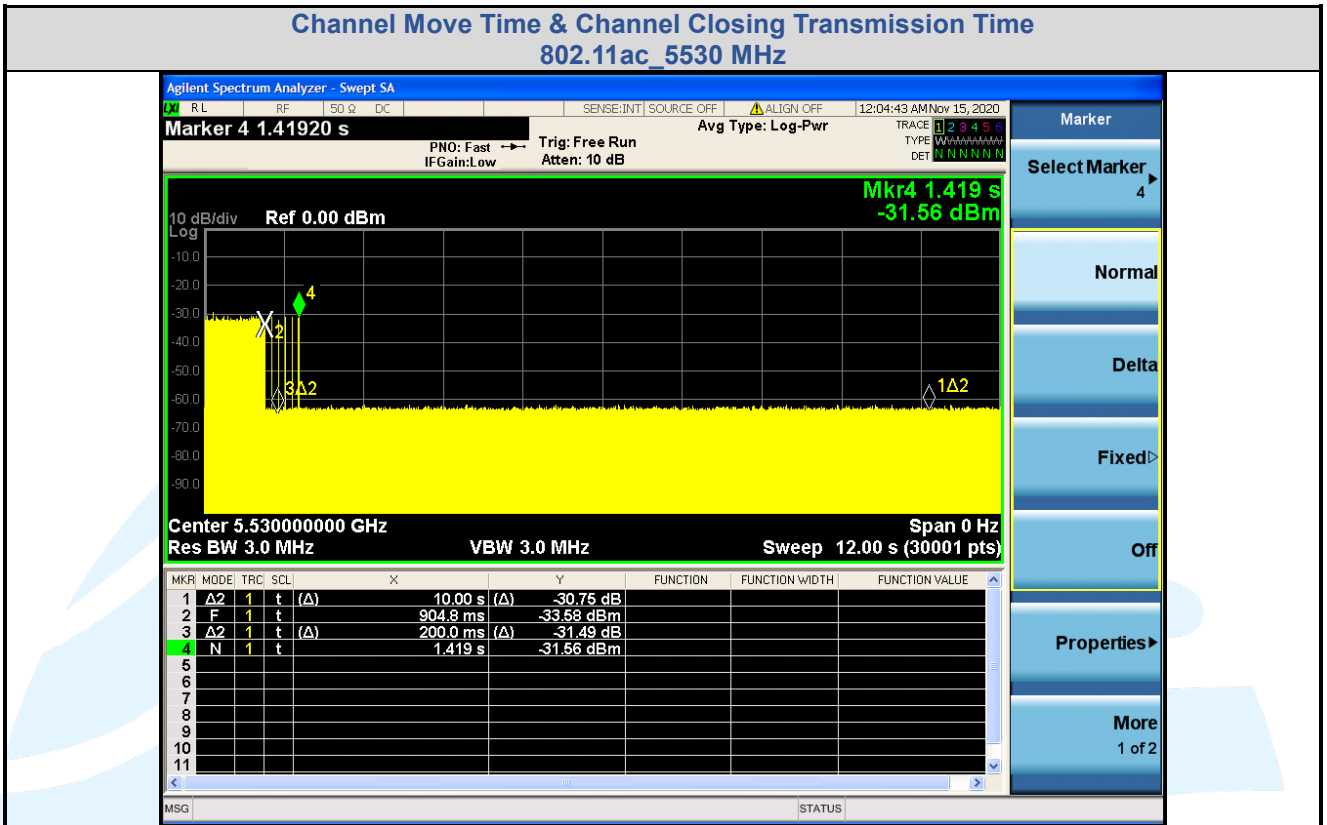 Channel Move Time & Channel Closing Transmission Time
802.11ac_5530 MHz
Agilent Spectrum Analyzer - Swept SA
LXI RL RF 50 Ω DC SENSE:INT SOURCE OFF ALIGN OFF 12:04:43 AM Nov 15, 2020
Marker 4 1.41920 s
PNO: Fast
IFGain:Low
Trig: Free Run
Atten: 10 dB
Avg Type: Log-Pwr
TRACE 1 2 3 4 5 6
TYPE
DET N N N N N N
Mkr4 1.419 s
-31.56 dBm
10 dB/div Ref 0.00 dBm
Log
-10.0
-20.0
-30.0
-40.0
-50.0
-60.0
-70.0
-80.0
-90.0
4
2
3Δ2
1Δ2
Center 5.530000000 GHz Span 0 Hz
Res BW 3.0 MHz VBW 3.0 MHz Sweep 12.00 s (30001 pts)
MKR MODE TRC SCL X Y FUNCTION FUNCTION WIDTH FUNCTION VALUE
1 Δ2 1 t (Δ) 10.00 s (Δ) -30.75 dB
2 F 1 t 904.8 ms -33.58 dBm
3 Δ2 1 t (Δ) 200.0 ms (Δ) -31.49 dB
4 N 1 t 1.419 s -31.56 dBm
5
6
7
8
9
10
11
MSG STATUS
Marker
Select Marker
4
Normal
Delta
Fixed
Off
Properties
More
1 of 2